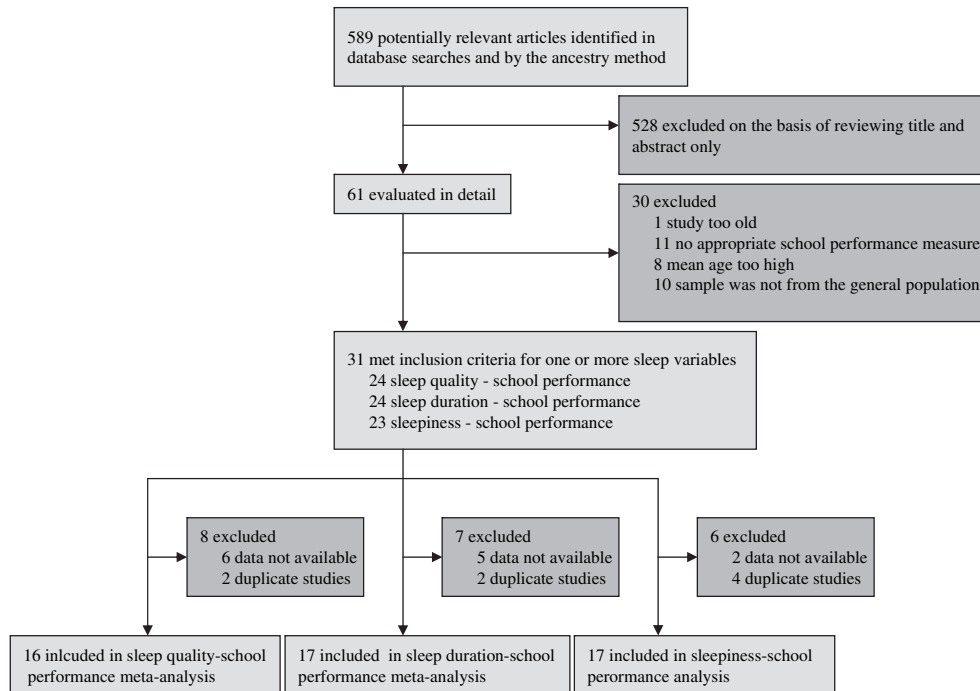 589 potentially relevant articles identified in
database searches and by the ancestry method
528 excluded on the basis of reviewing title and
abstract only
61 evaluated in detail
30 excluded
1 study too old
11 no appropriate school performance measure
8 mean age too high
10 sample was not from the general population
31 met inclusion criteria for one or more sleep variables
24 sleep quality - school performance
24 sleep duration - school performance
23 sleepiness - school performance
8 excluded
6 data not available
2 duplicate studies
7 excluded
5 data not available
2 duplicate studies
6 excluded
2 data not available
4 duplicate studies
16 inlcuded in sleep quality-school
performance meta-analysis
17 included in sleep duration-school
performance meta-analysis
17 included in sleepiness-school
perormance analysis